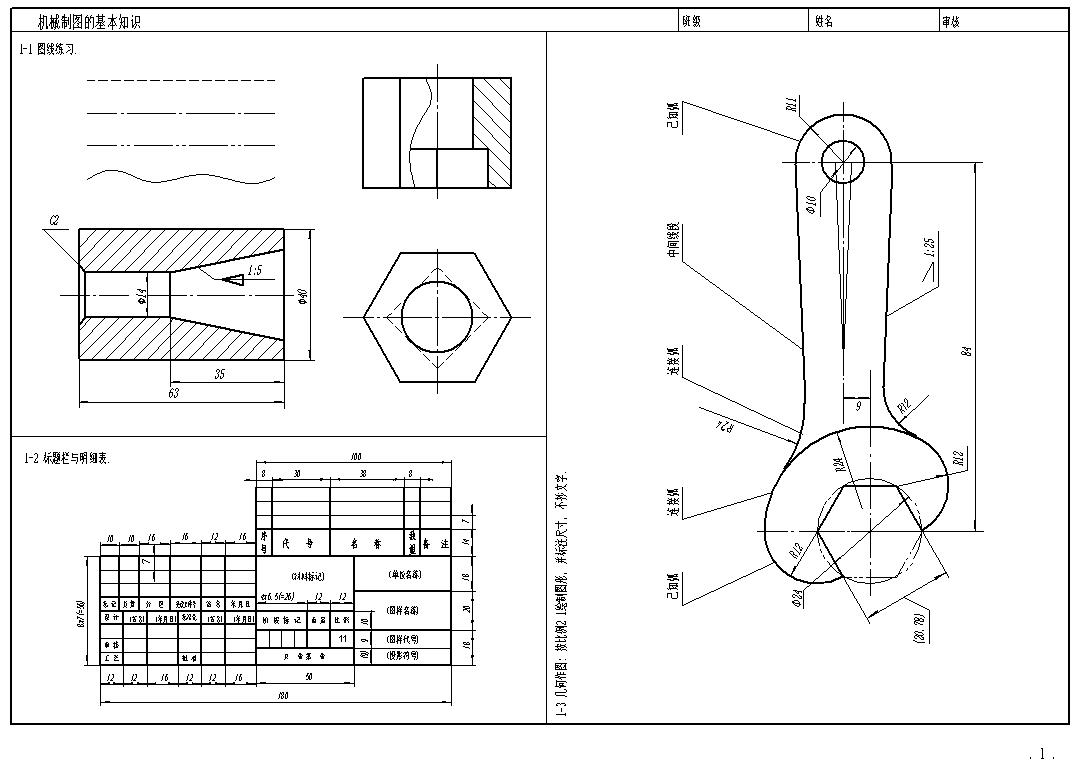 机械制图的基本知识
班级
姓名
审核
1-1 图线练习.
C2
1:5
Φ14
Φ40
35
63
1-2 标题栏与明细表.
180
8
30
38
8
7
14
序号
代 号
名 称
数量
备 注
10
10
16
16
12
16
7
8x7(=56)
(材料标记)
(单位名称)
18
6x6.5(=26)
12
12
标记
处数
分 区
更改文件号
签 名
年月日
(图样名称)
20
设计
(签名)
(年月日)
标准化
(签名)
(年月日)
阶段标记
重量
比例
10
11
(图样代号)
9
审核
工艺
批准
共 张 第 张
(投影符号)
(9)
18
12
12
16
12
12
16
50
180
1-3 几何作图: 按比例2:1绘制图形, 并标注尺寸, 不抄文字.
已知弧
R11
Φ10
中间线段
1:25
84
连接弧
R24
9
R12
R24
R12
连接弧
R12
Φ24
已知弧
(20.78)
. 1 .